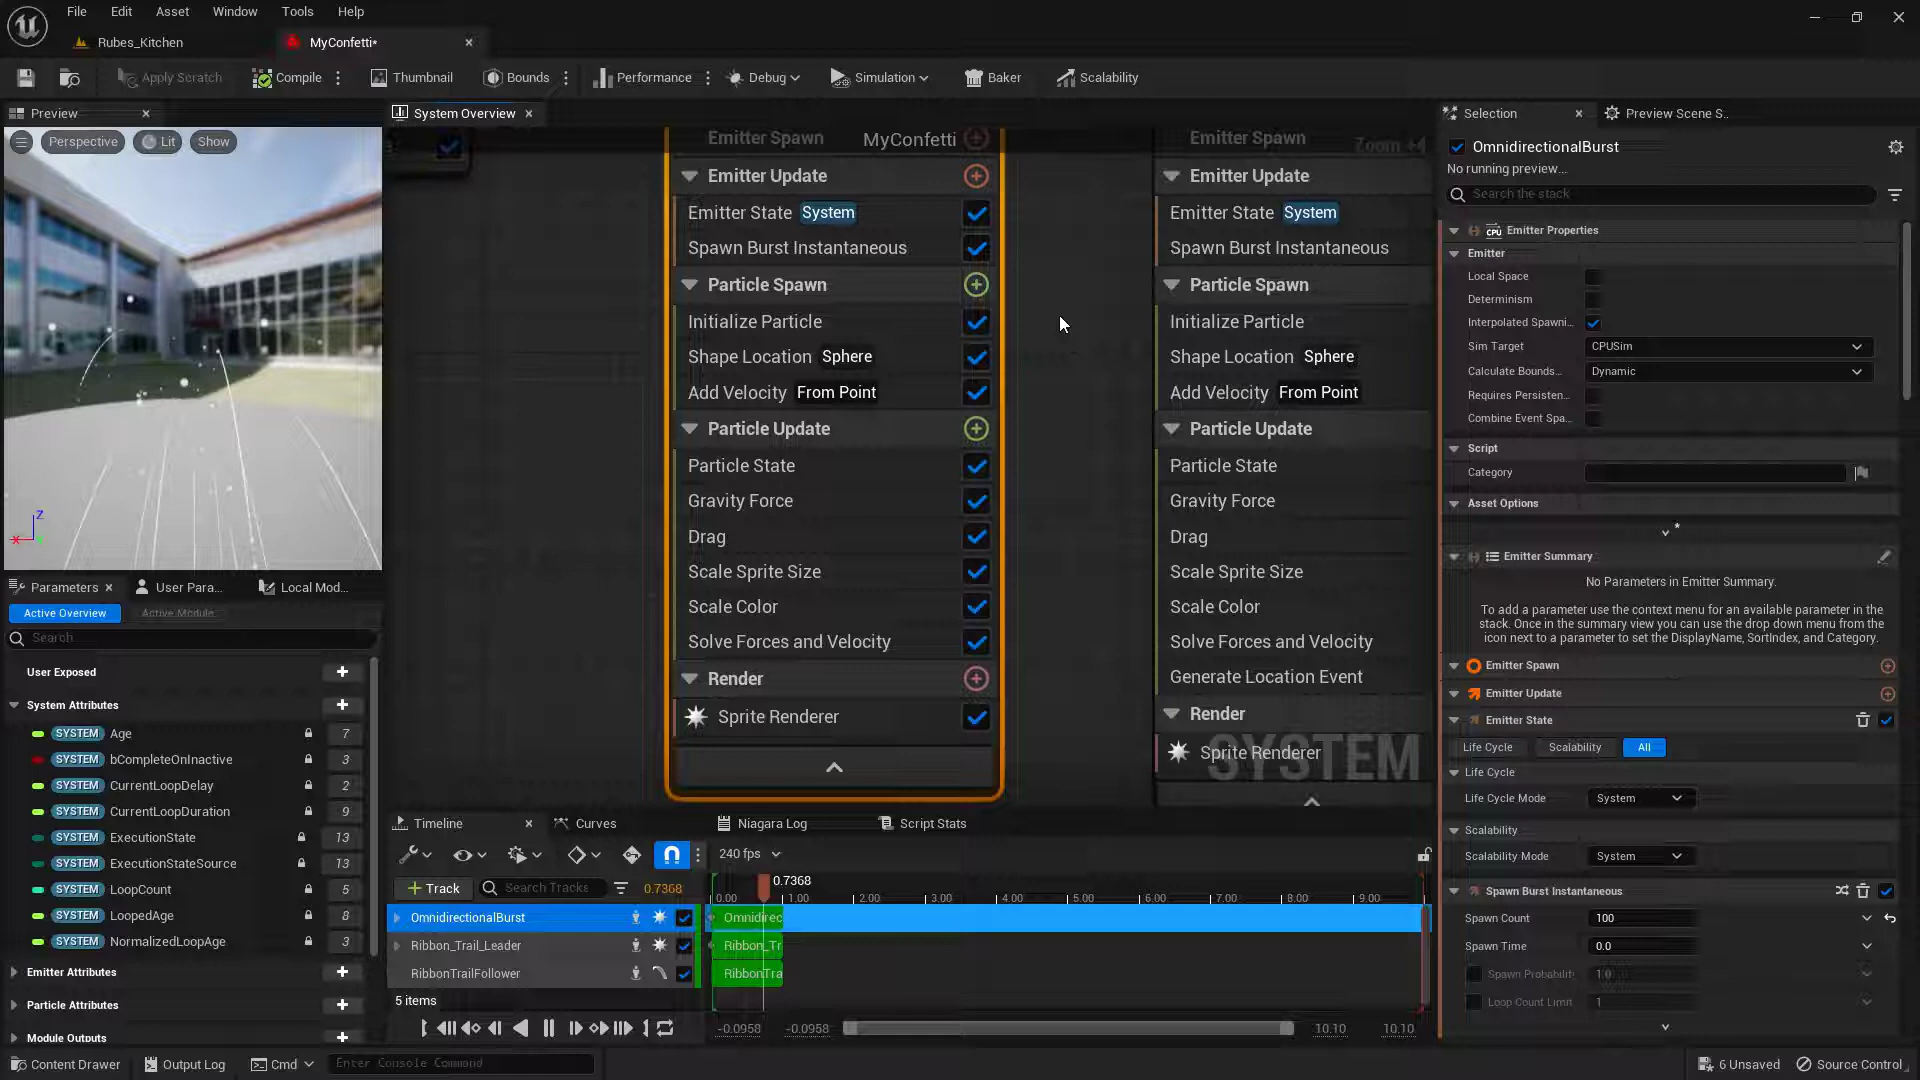 File Edit Asset Window Tools Help
Rubes_Kitchen
MyConfetti*
Apply Scratch
Compile
Thumbnail
Bounds
Performance
Debug
Simulation
Baker
Scalability
Preview
System Overview
Selection
Preview Scene S..
Perspective
Lit
Show
Z
X
Emitter Spawn
MyConfetti
Emitter Update
Emitter State System
Spawn Burst Instantaneous
Particle Spawn
Initialize Particle
Shape Location Sphere
Add Velocity From Point
Particle Update
Particle State
Gravity Force
Drag
Scale Sprite Size
Scale Color
Solve Forces and Velocity
Render
Sprite Renderer
Emitter Spawn
Zoom +4
Emitter Update
Emitter State System
Spawn Burst Instantaneous
Particle Spawn
Initialize Particle
Shape Location Sphere
Add Velocity From Point
Particle Update
Particle State
Gravity Force
Drag
Scale Sprite Size
Scale Color
Solve Forces and Velocity
Generate Location Event
Render
Sprite Renderer
SYSTEM
OmnidirectionalBurst
No running preview...
Search the stack
CPU Emitter Properties
Emitter
Local Space
Determinism
Interpolated Spawni...
Sim Target CPUSim
Calculate Bounds... Dynamic
Requires Persisten...
Combine Event Spa...
Script
Category
Asset Options
*
Emitter Summary
No Parameters in Emitter Summary.
To add a parameter use the context menu for an available parameter in the
stack. Once in the summary view you can use the drop down menu from the
icon next to a parameter to set the DisplayName, SortIndex, and Category.
Emitter Spawn
Emitter Update
Emitter State
Life Cycle Scalability All
Life Cycle
Life Cycle Mode System
Scalability
Scalability Mode System
Spawn Burst Instantaneous
Spawn Count 100
Spawn Time 0.0
Spawn Probabilit 1.0
Loop Count Limit 1
Parameters
User Para...
Local Mod...
Active Overview
Active Module
Search
User Exposed
System Attributes
SYSTEM Age 7
SYSTEM bCompleteOnInactive 3
SYSTEM CurrentLoopDelay 2
SYSTEM CurrentLoopDuration 9
SYSTEM ExecutionState 13
SYSTEM ExecutionStateSource 13
SYSTEM LoopCount 5
SYSTEM LoopedAge 8
SYSTEM NormalizedLoopAge 3
Emitter Attributes
Particle Attributes
Module Outputs
Timeline
Curves
Niagara Log
Script Stats
240 fps
+ Track
Search Tracks
0.7368
0.7368
0.00 1.00 2.00 3.00 4.00 5.00 6.00 7.00 8.00 9.00
OmnidirectionalBurst
Omnidirec
Ribbon_Trail_Leader
Ribbon_Tr
RibbonTrailFollower
RibbonTra
5 items
-0.0958 -0.0958 10.10 10.10
Content Drawer
Output Log
Cmd
Enter Console Command
6 Unsaved
Source Control